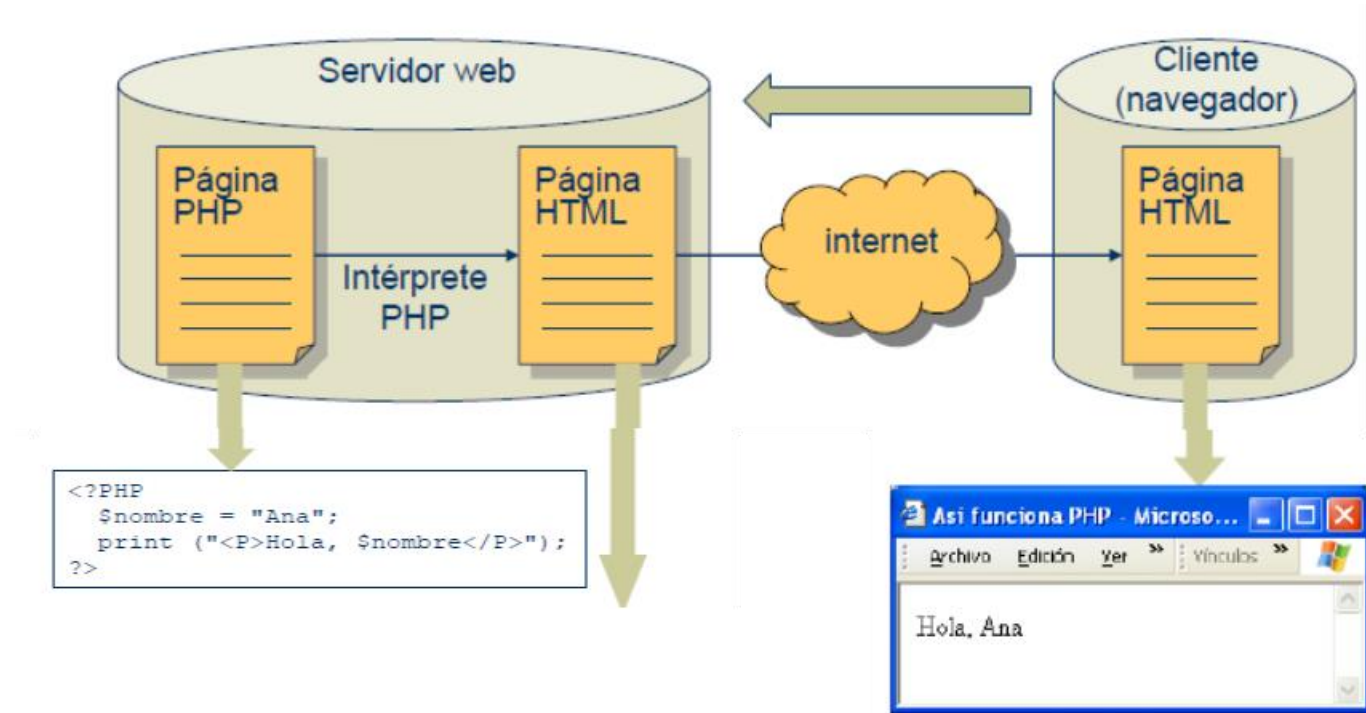 Servidor web
Cliente
(navegador)
Página
PHP
Intérprete
PHP
Página
HTML
internet
Página
HTML
<?PHP
$nombre = "Ana";
print ("<P>Hola, $nombre</P>");
?>
Asi funciona PHP - Microso...
Archivo Edición Ver » Vínculos »
Hola, Ana